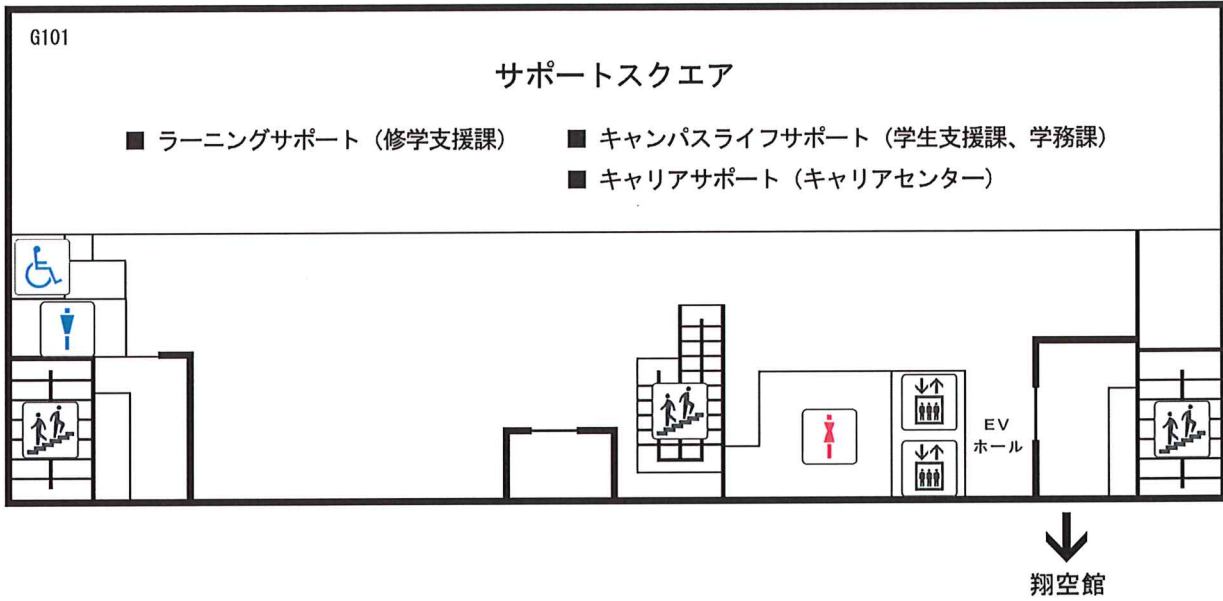 G101
サポートスクエア
■ ラーニングサポート（修学支援課）
■ キャンパスライフサポート（学生支援課、学務課）
■ キャリアサポート（キャリアセンター）
EV
ホール
翔空館